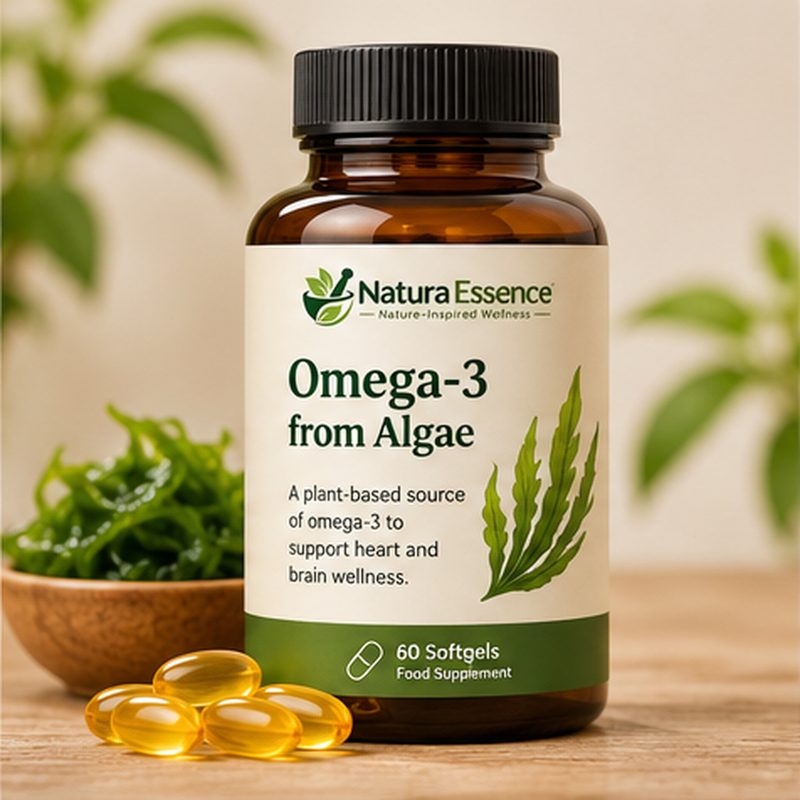 Natura Essence
Nature-Inspired Wellness
Omega-3
from Algae
A plant-based source
of omega-3 to
support heart and
brain wellness.
60 Softgels
Food Supplement